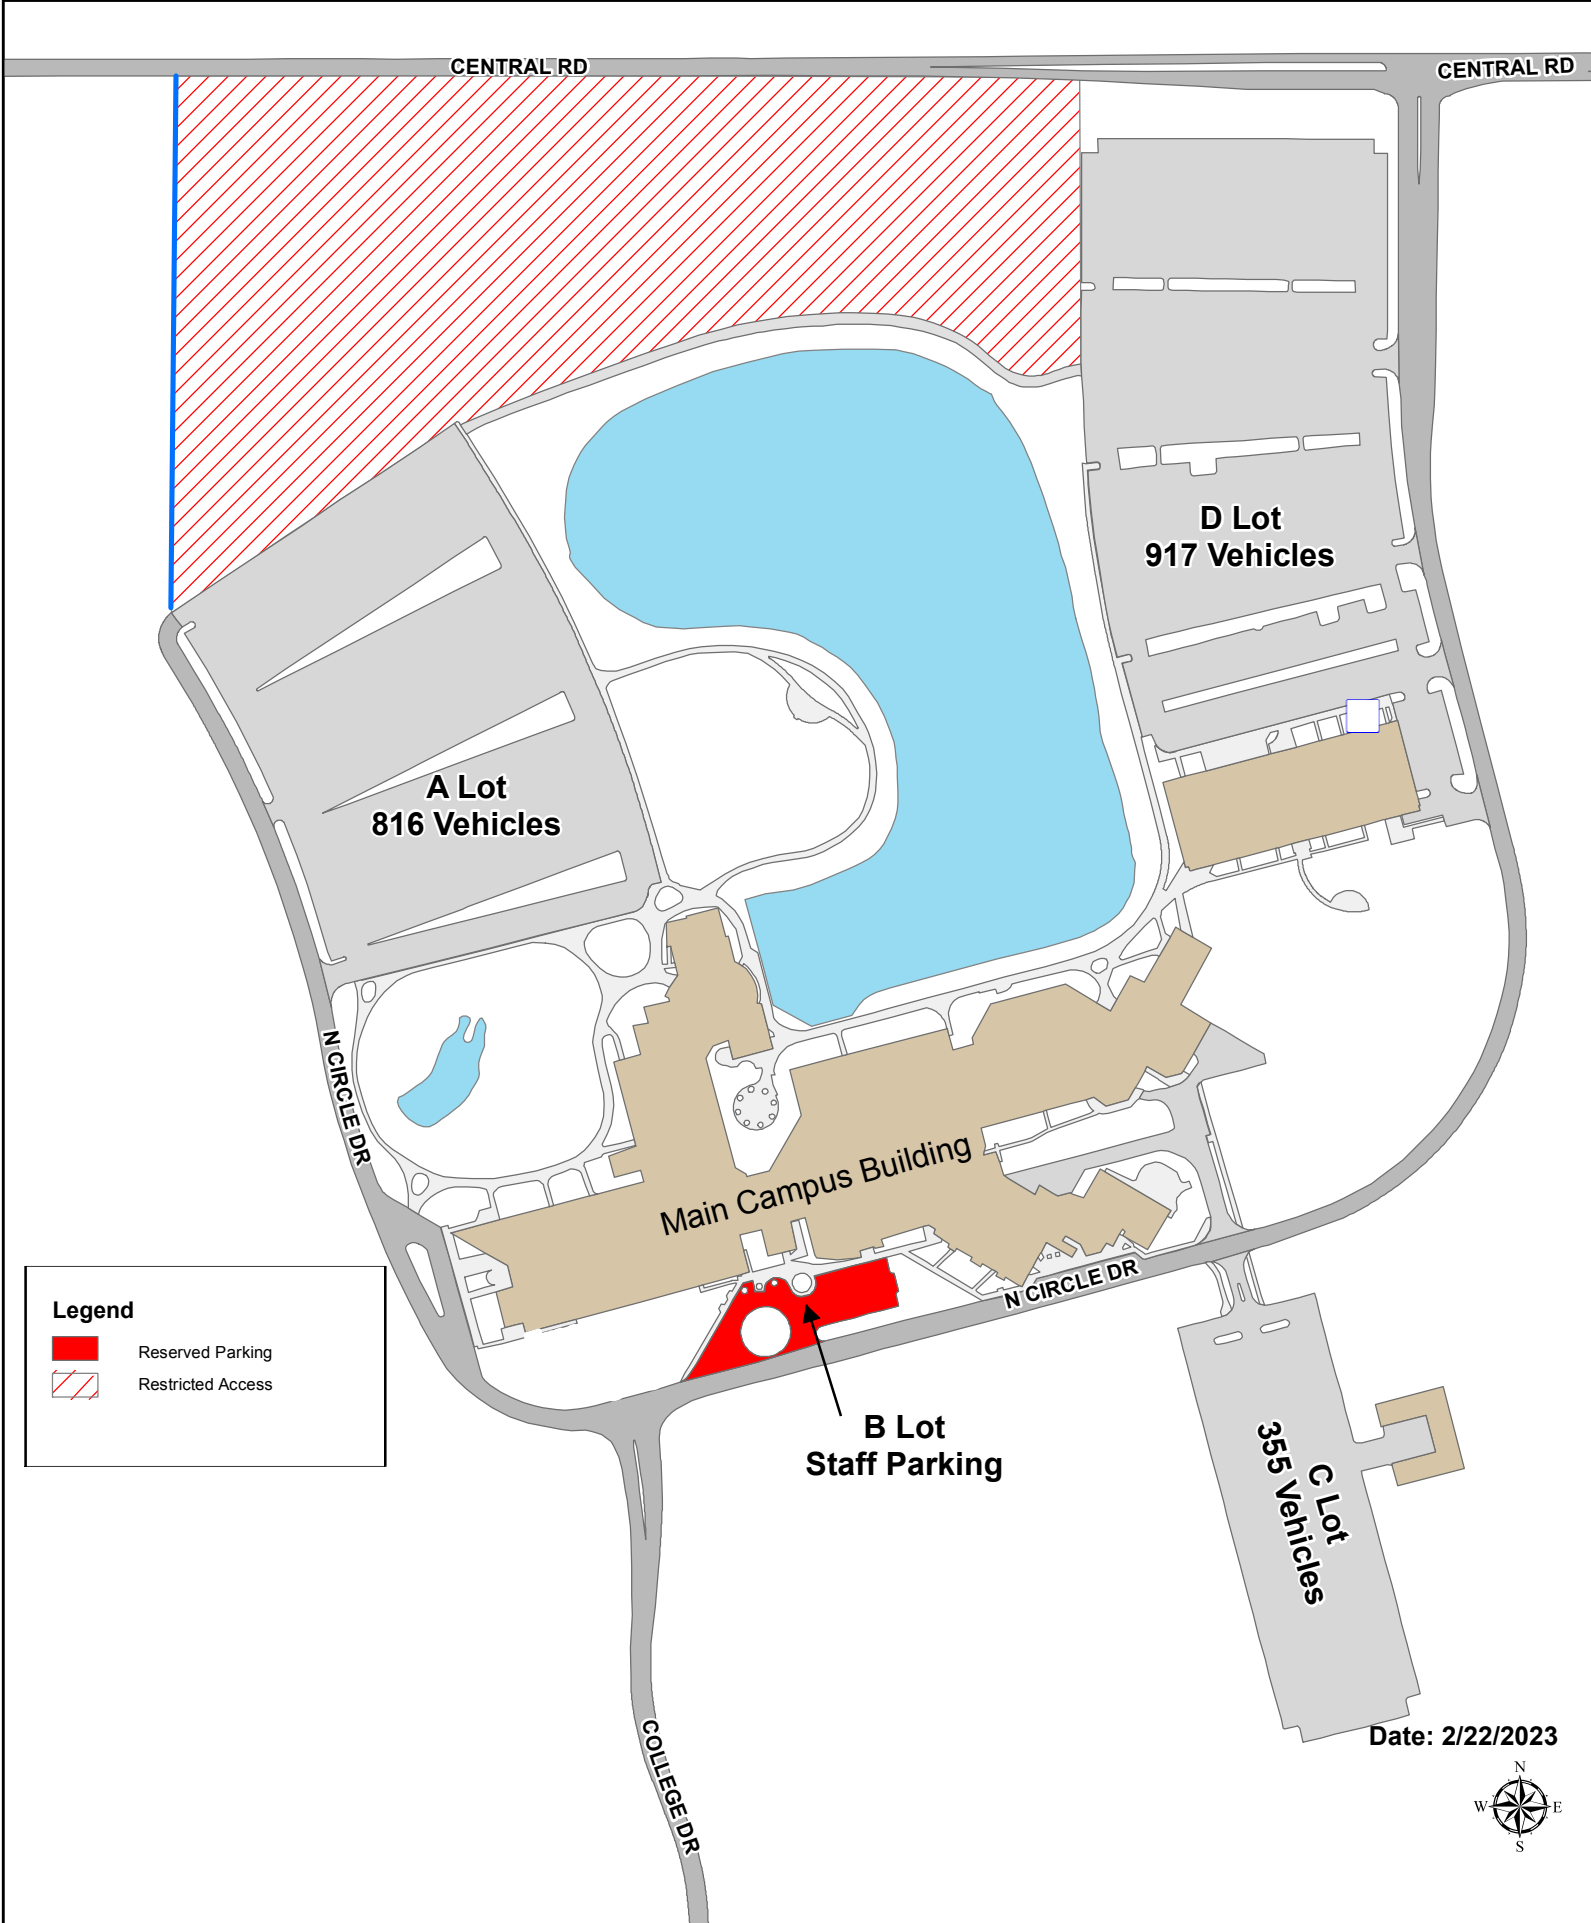 CENTRAL RD
CENTRAL RD
D Lot
917 Vehicles
A Lot
816 Vehicles
N CIRCLE DR
Main Campus Building
N CIRCLE DR
Legend
Reserved Parking
Restricted Access
B Lot
Staff Parking
C Lot
355 Vehicles
COLLEGE DR
Date: 2/22/2023
N
W
E
S